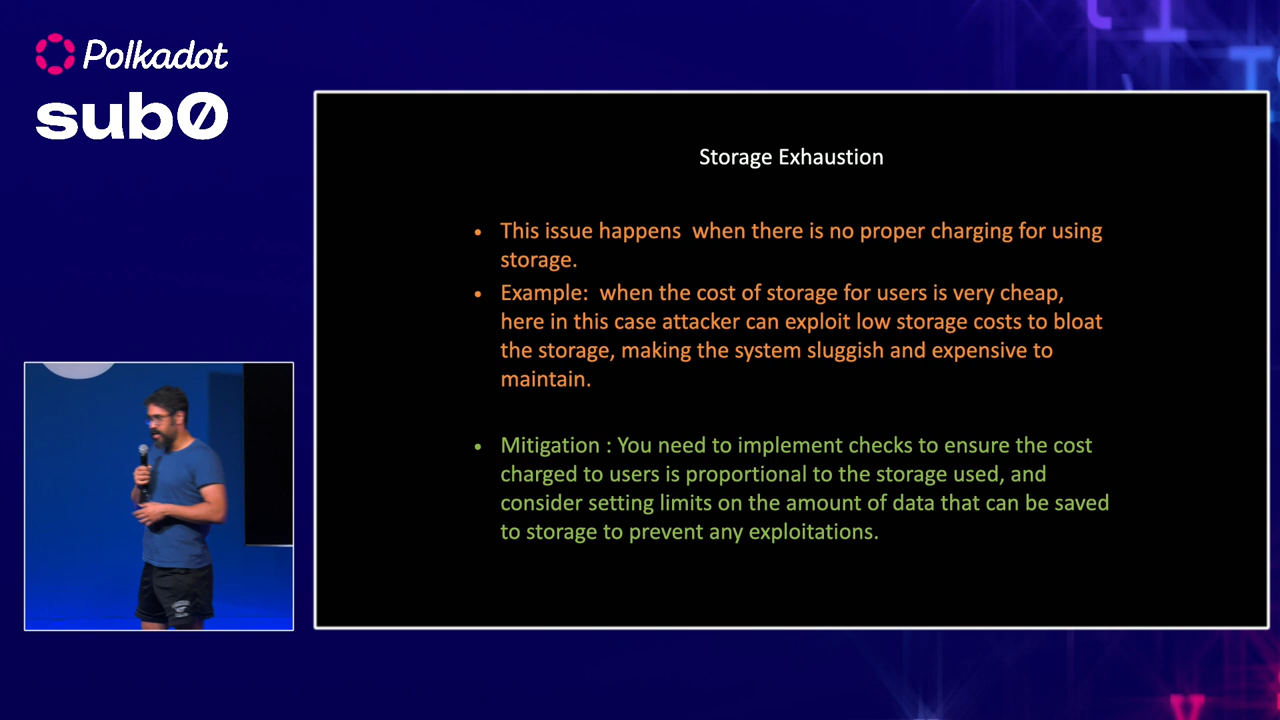 Polkadot
sub0
Storage Exhaustion
• This issue happens  when there is no proper charging for using
storage.
• Example:  when the cost of storage for users is very cheap,
here in this case attacker can exploit low storage costs to bloat
the storage, making the system sluggish and expensive to
maintain.
• Mitigation : You need to implement checks to ensure the cost
charged to users is proportional to the storage used, and
consider setting limits on the amount of data that can be saved
to storage to prevent any exploitations.